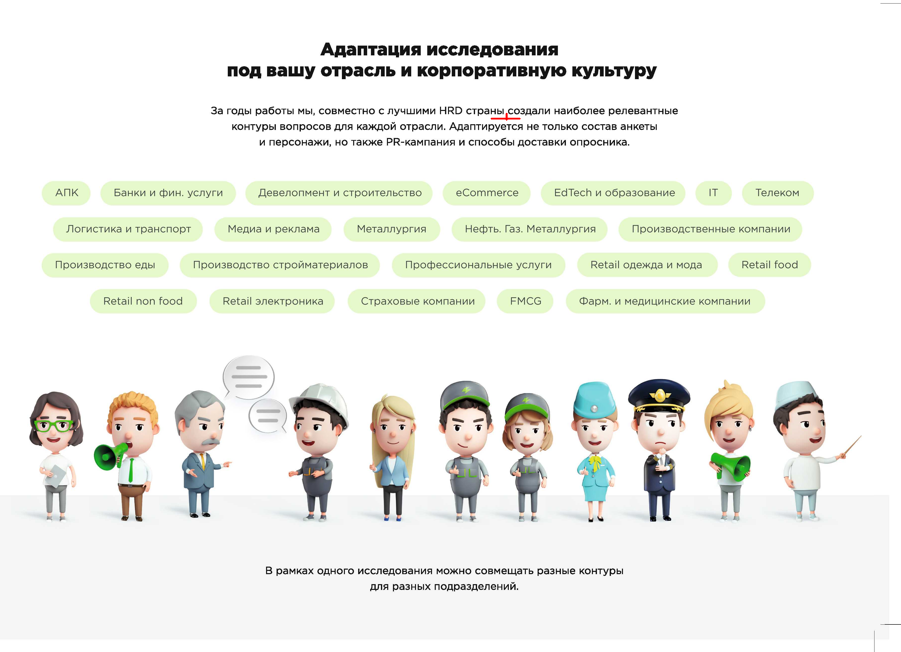 Адаптация исследования
под вашу отрасль и корпоративную культуру
За годы работы мы, совместно с лучшими HRD страны создали наиболее релевантные
контуры вопросов для каждой отрасли. Адаптируется не только состав анкеты
и персонажи, но также PR-кампания и способы доставки опросника.
АПК Банки и фин. услуги Девелопмент и строительство eCommerce EdTech и образование IT Телеком
Логистика и транспорт Медиа и реклама Металлургия Нефть. Газ. Металлургия Производственные компании
Производство еды Производство стройматериалов Профессиональные услуги Retail одежда и мода Retail food
Retail non food Retail электроника Страховые компании FMCG Фарм. и медицинские компании
В рамках одного исследования можно совмещать разные контуры
для разных подразделений.